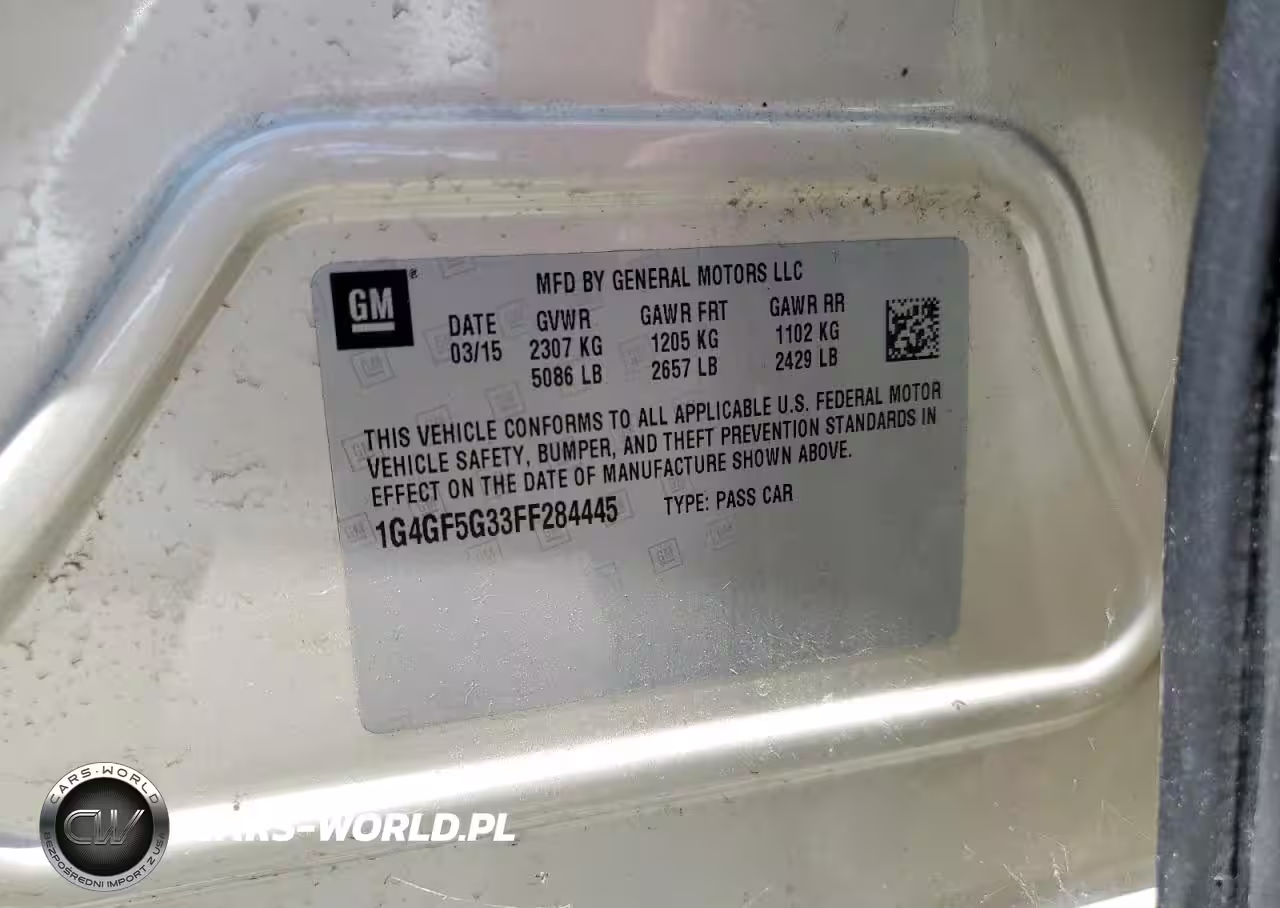 GM
MFD BY GENERAL MOTORS LLC
DATE GVWR GAWR FRT GAWR RR
03/15 2307 KG 1205 KG 1102 KG
5086 LB 2657 LB 2429 LB
THIS VEHICLE CONFORMS TO ALL APPLICABLE U.S. FEDERAL MOTOR
VEHICLE SAFETY, BUMPER, AND THEFT PREVENTION STANDARDS IN
EFFECT ON THE DATE OF MANUFACTURE SHOWN ABOVE.
1G4GF5G33FF284445 TYPE: PASS CAR
CARS-WORLD
CW
BEZPOŚREDNI IMPORT Z USA
CARS-WORLD.PL